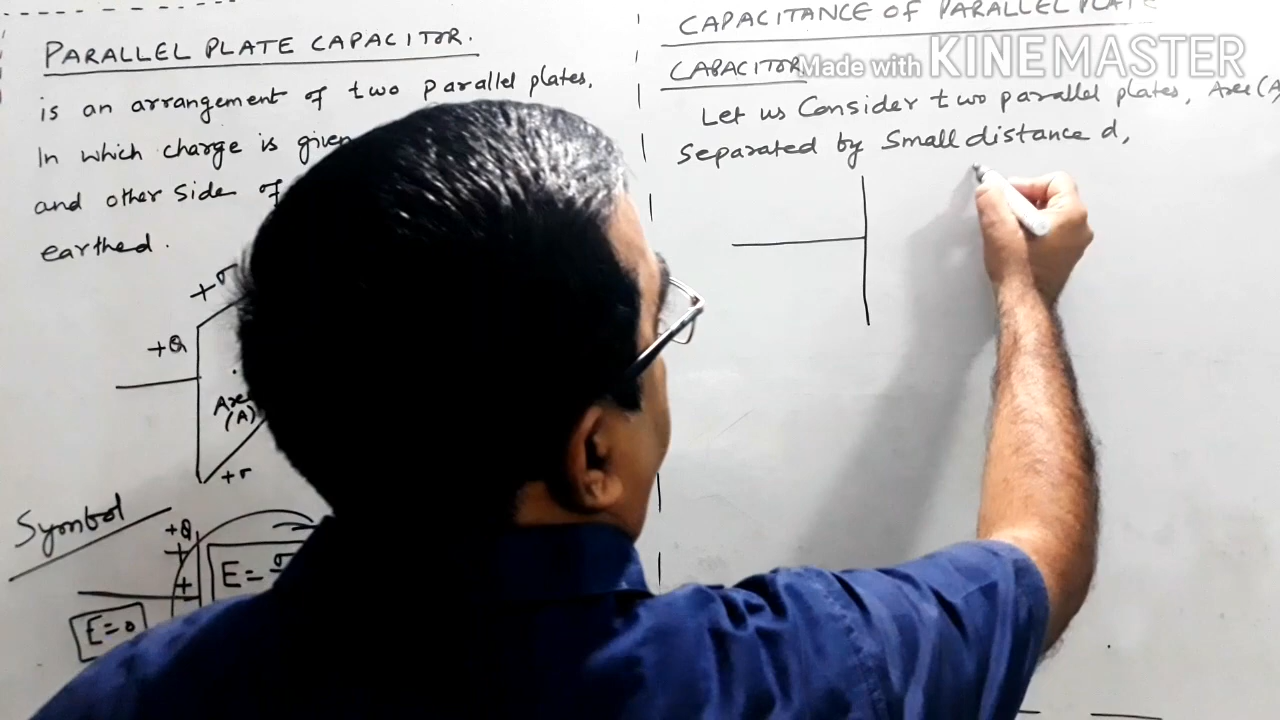 PARALLEL PLATE CAPACITOR.
is an arrangement of two parallel plates.
In which charge is given
and other side of
earthed.
+σ
+Q
Area
(A)
+σ
Symbol
+Q
+
+
E=σ
E=0
CAPACITANCE OF PARALLEL PLATE
CAPACITOR
Let us Consider two parallel plates, Area(A)
Separated by Small distance d,
Made with KINEMASTER